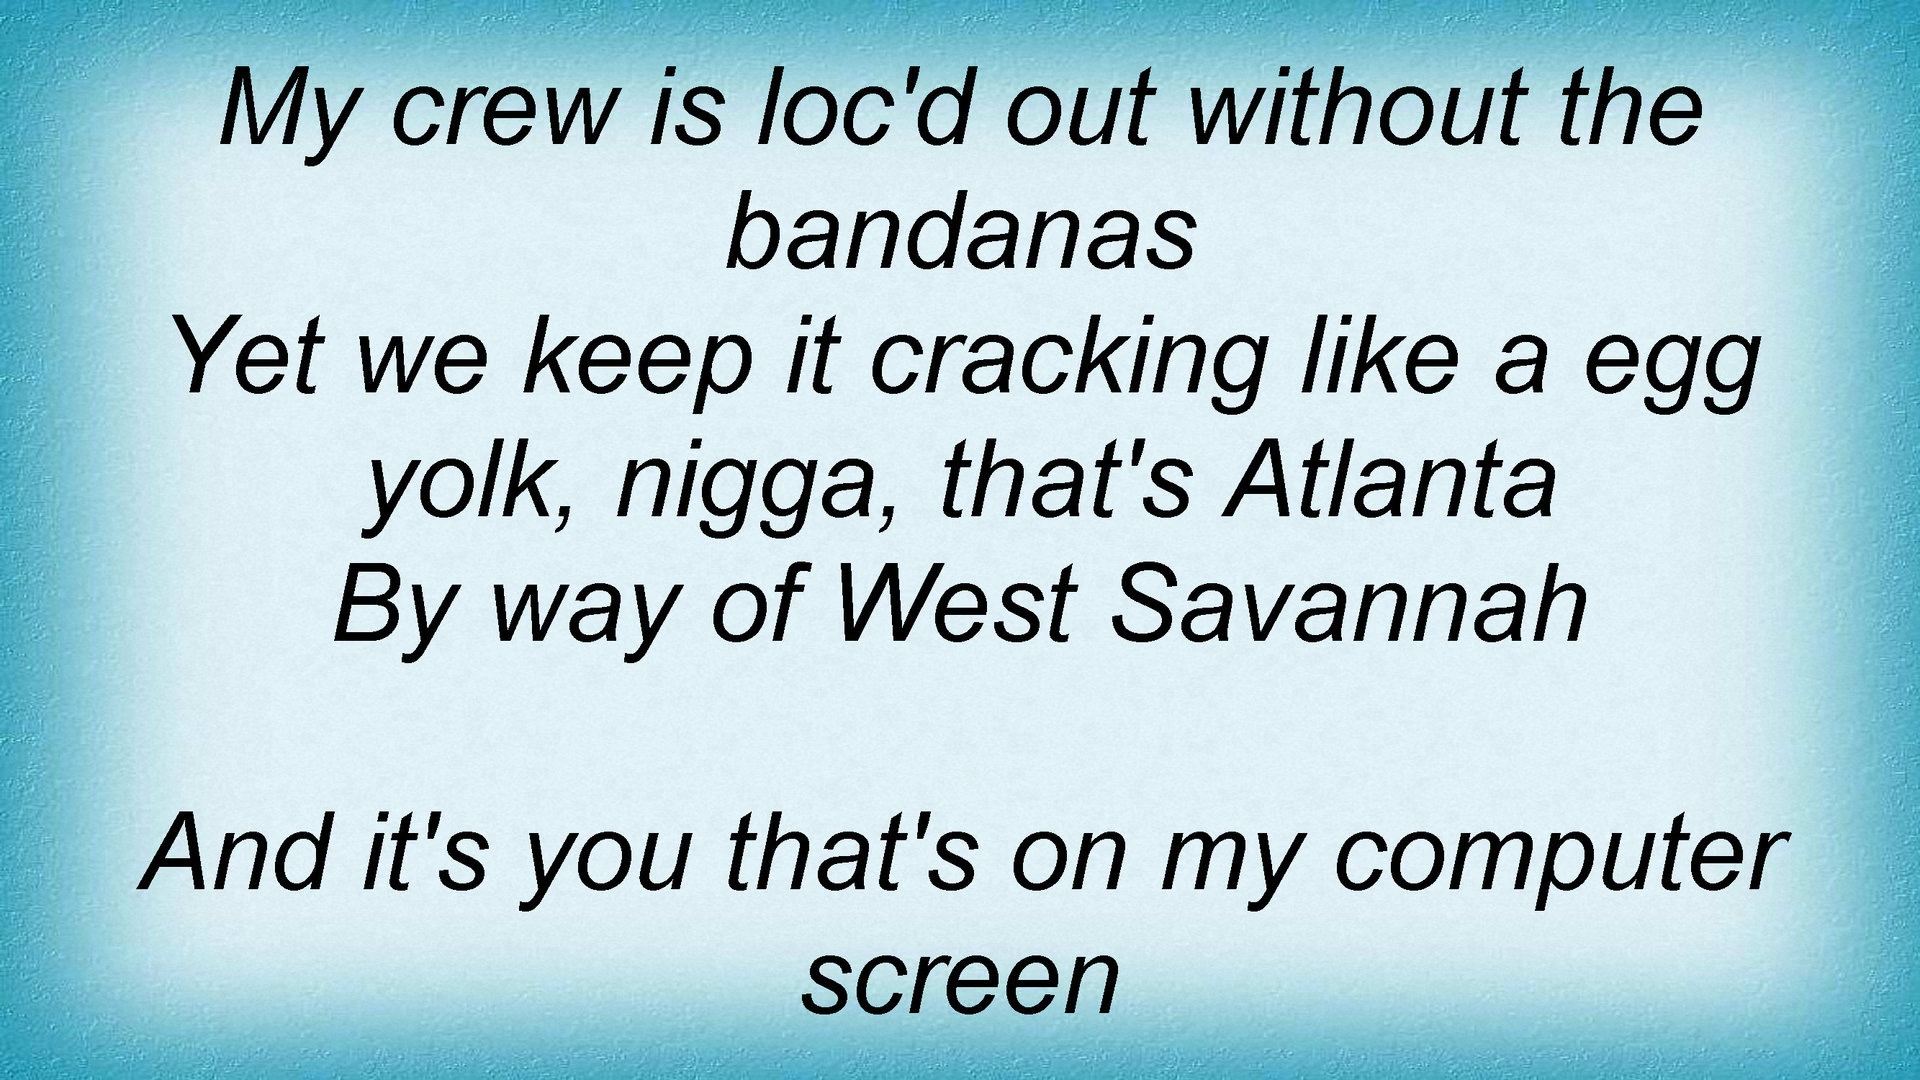 My crew is loc'd out without the
bandanas
Yet we keep it cracking like a egg
yolk, nigga, that's Atlanta
By way of West Savannah
And it's you that's on my computer
screen